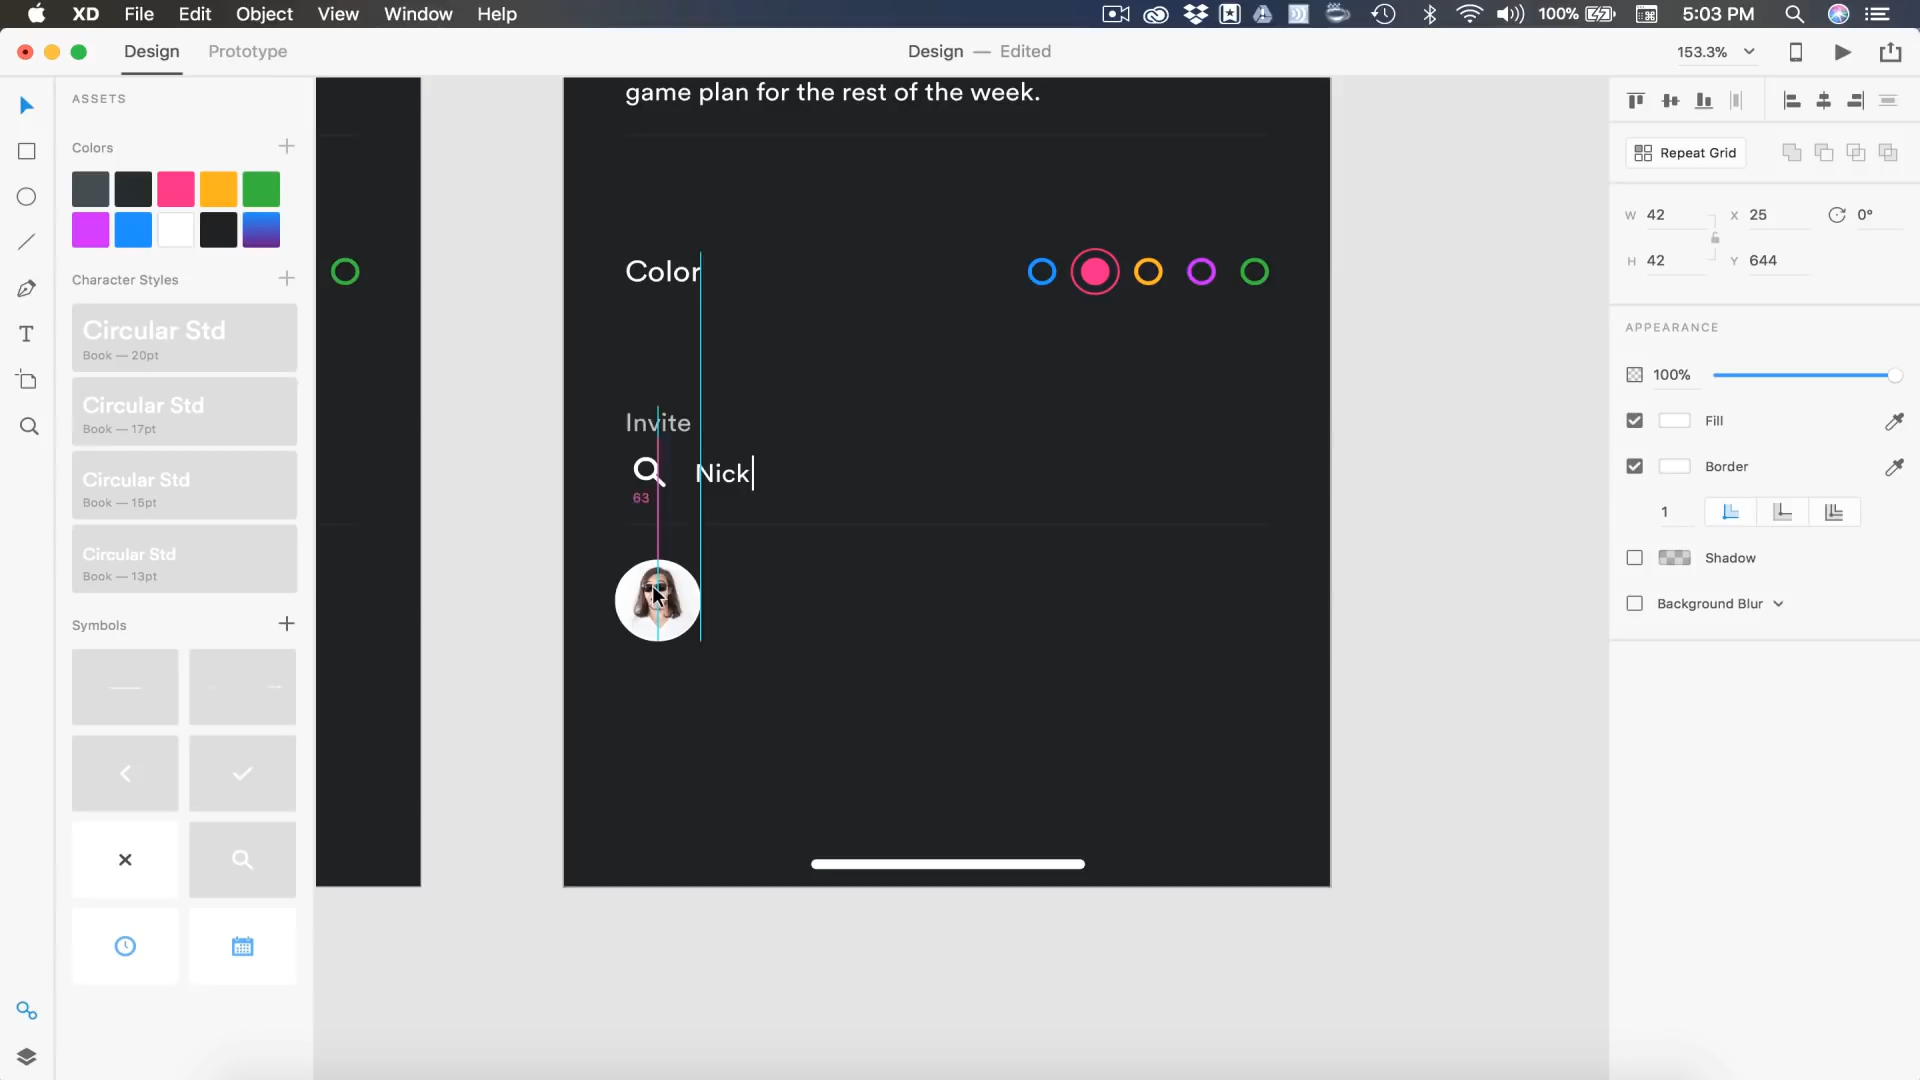 XD File Edit Object View Window Help 100% 5:03 PM
Design Prototype Design — Edited 153.3%
ASSETS
Colors
Character Styles
Circular Std
Book — 20pt
Circular Std
Book — 17pt
Circular Std
Book — 15pt
Circular Std
Book — 13pt
Symbols
game plan for the rest of the week.
Color
Invite
Nick
63
Repeat Grid
W 42 X 25 0°
H 42 Y 644
APPEARANCE
100%
Fill
Border
1
Shadow
Background Blur